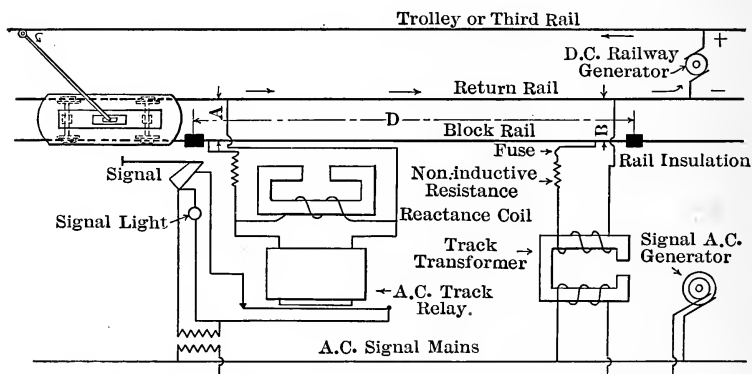 Trolley or Third Rail
+
D.C. Railway
Generator
Return Rail
−
A
D
B
Block Rail
Fuse
Rail Insulation
Signal
Non-inductive
Resistance
Reactance Coil
Signal Light
Track
Transformer
Signal A.C.
Generator
A.C. Track
Relay.
A.C. Signal Mains